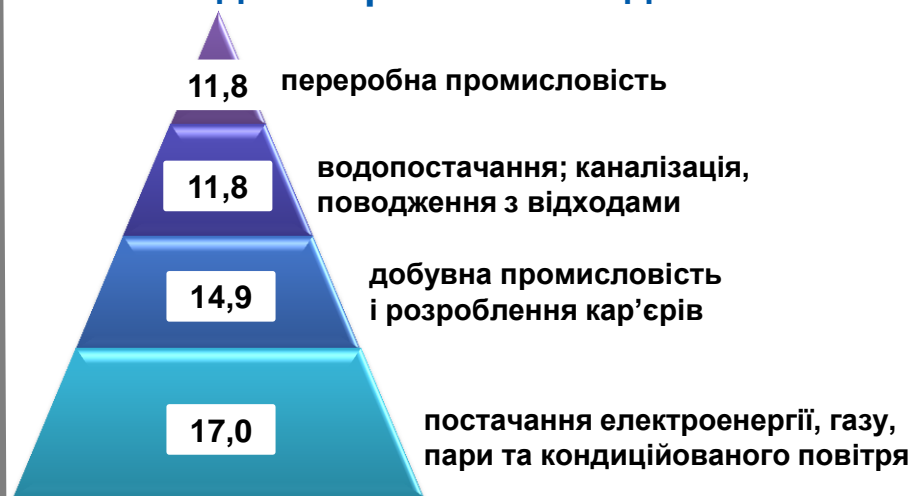 11,8
переробна промисловість
11,8
водопостачання; каналізація,
поводження з відходами
14,9
добувна промисловість
і розроблення кар’єрів
17,0
постачання електроенергії, газу,
пари та кондиційованого повітря